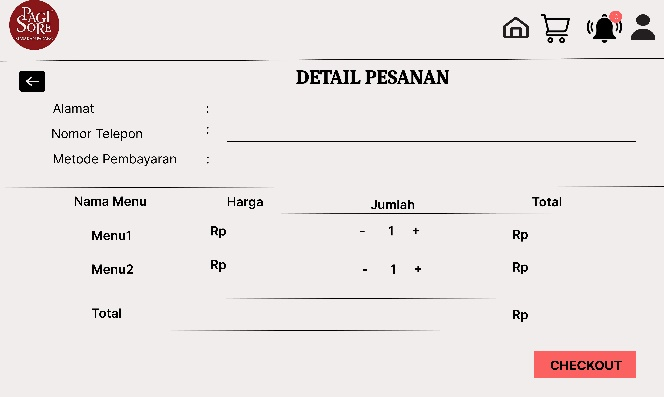 PAGI
SORE
DETAIL PESANAN
Alamat :
Nomor Telepon :
Metode Pembayaran :
Nama Menu Harga Jumlah Total
Menu1 Rp - 1 + Rp
Menu2 Rp - 1 + Rp
Total Rp
CHECKOUT